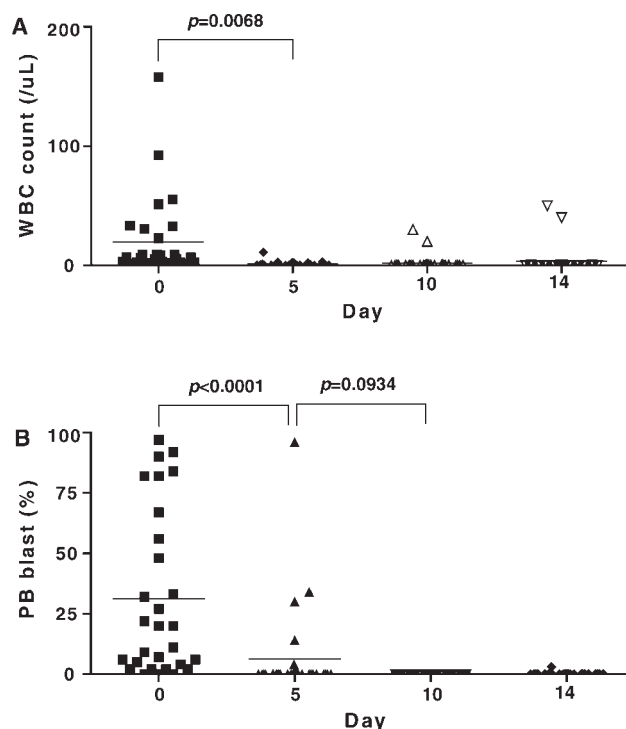 A
p=0.0068
WBC count (/uL)
200
100
0
0 5 10 14
Day
p<0.0001 p=0.0934
B
PB blast (%)
100
75
50
25
0
0 5 10 14
Day